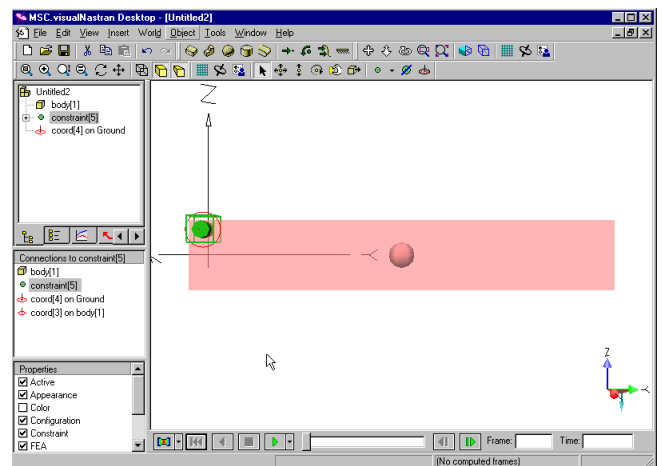 MSC.visualNastran Desktop - [Untitled2]
File Edit View Insert World Object Tools Window Help
Untitled2
body[1]
constraint[5]
coord[4] on Ground
Connections to constraint[5]
body[1]
constraint[5]
coord[4] on Ground
coord[3] on body[1]
Properties
Active
Appearance
Color
Configuration
Constraint
FEA
Z
Y
Z
Y
Frame:
Time:
(No computed frames)